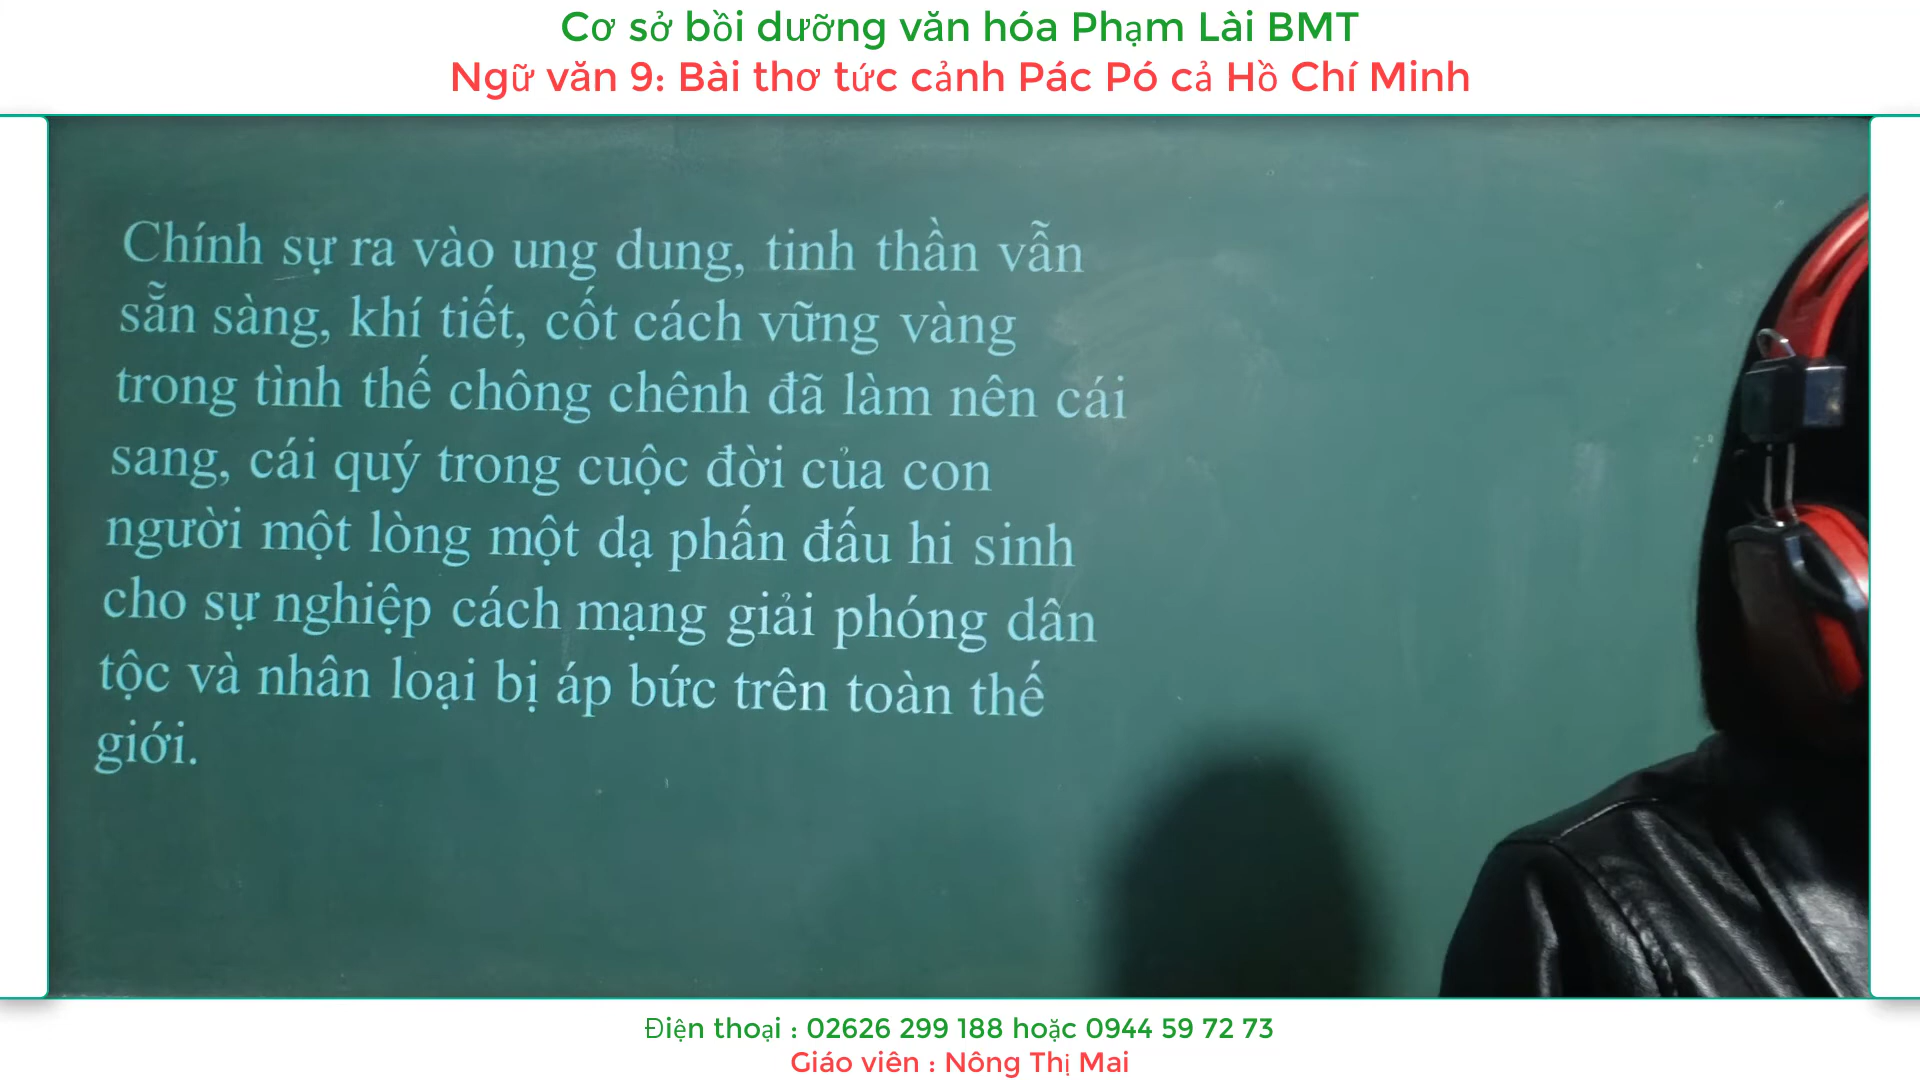 Cơ sở bồi dưỡng văn hóa Phạm Lài BMT
Ngữ văn 9: Bài thơ tức cảnh Pác Pó cả Hồ Chí Minh
Chính sự ra vào ung dung, tinh thần vẫn
sẵn sàng, khí tiết, cốt cách vững vàng
trong tình thế chông chênh đã làm nên cái
sang, cái quý trong cuộc đời của con
người một lòng một dạ phấn đấu hi sinh
cho sự nghiệp cách mạng giải phóng dân
tộc và nhân loại bị áp bức trên toàn thế
giới.
Điện thoại : 02626 299 188 hoặc 0944 59 72 73
Giáo viên : Nông Thị Mai